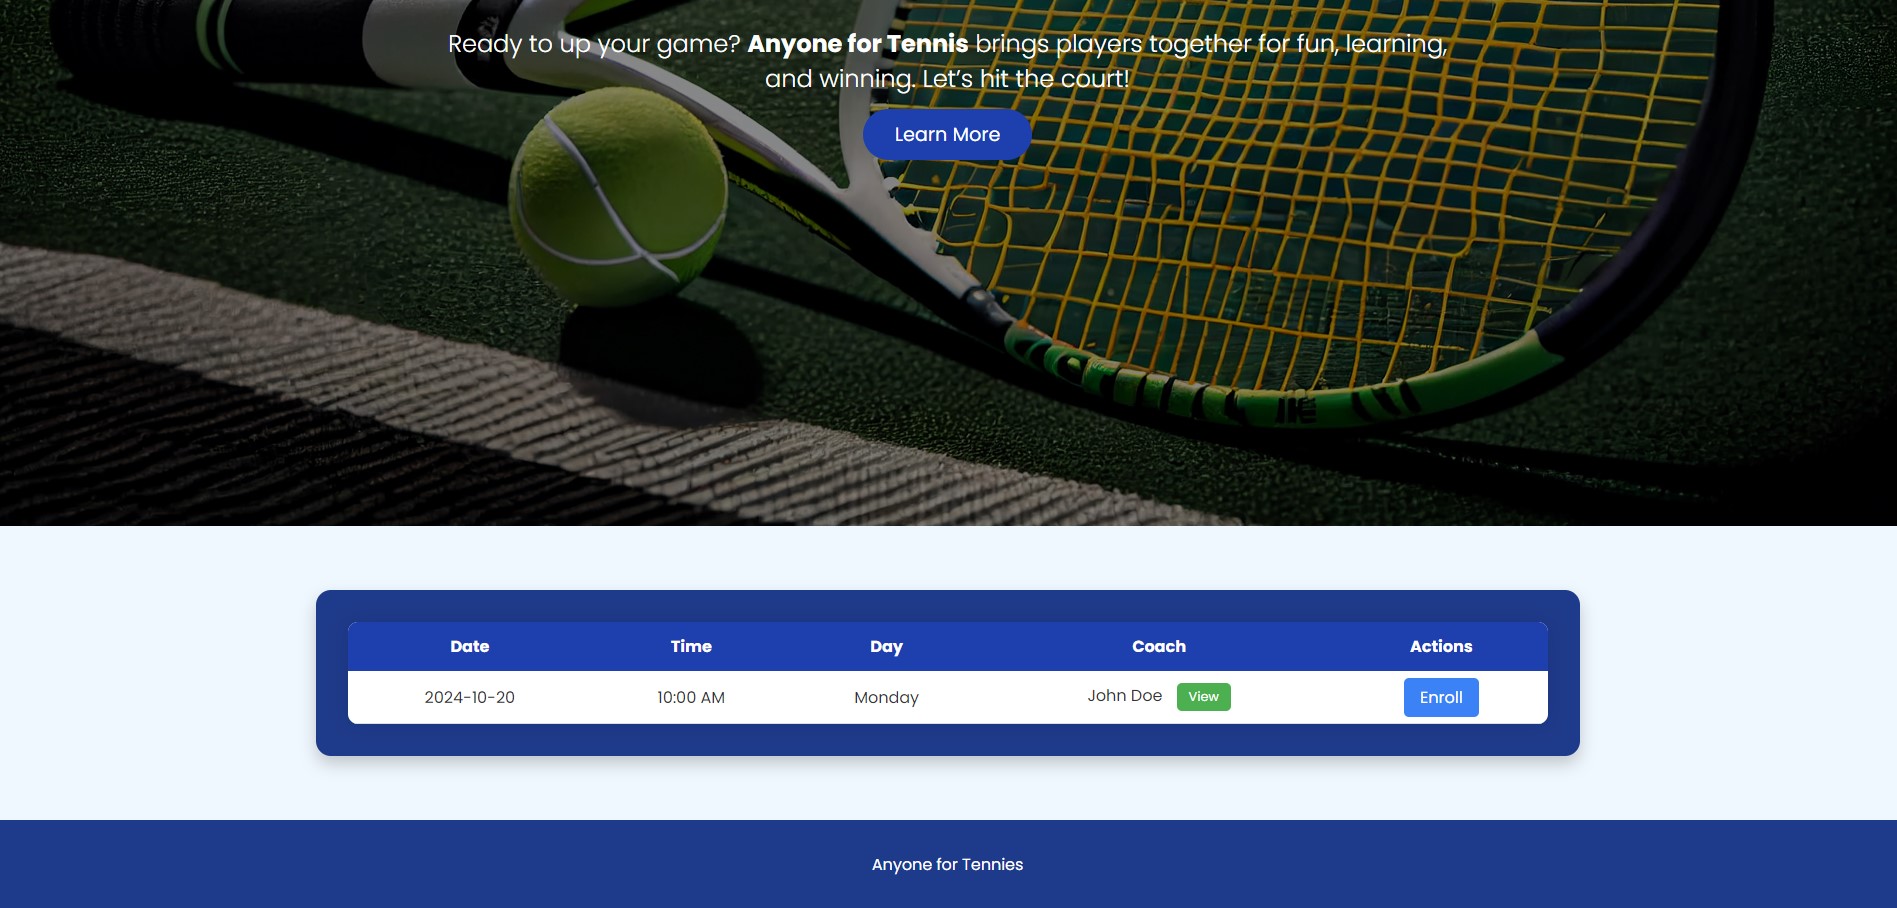 Ready to up your game? Anyone for Tennis brings players together for fun, learning,
and winning. Let’s hit the court!
Learn More
Date Time Day Coach Actions
2024-10-20 10:00 AM Monday John Doe View Enroll
Anyone for Tennies